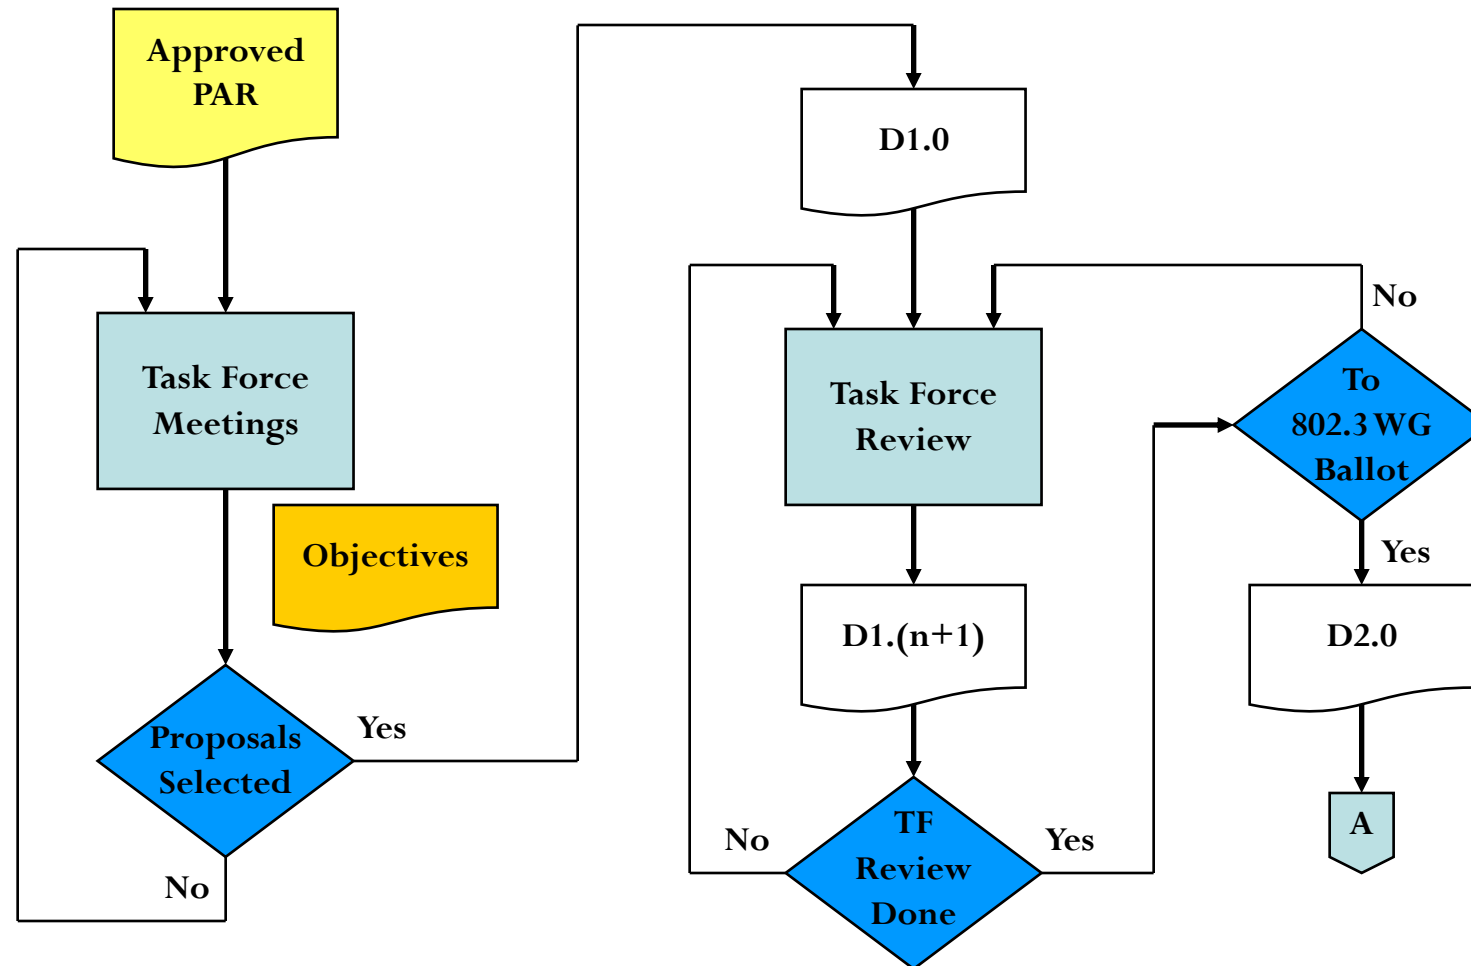 Approved
PAR
Task Force
Meetings
Objectives
Proposals
Selected
Yes
No
D1.0
Task Force
Review
D1.(n+1)
TF
Review
Done
No
Yes
To
802.3 WG
Ballot
No
Yes
D2.0
A